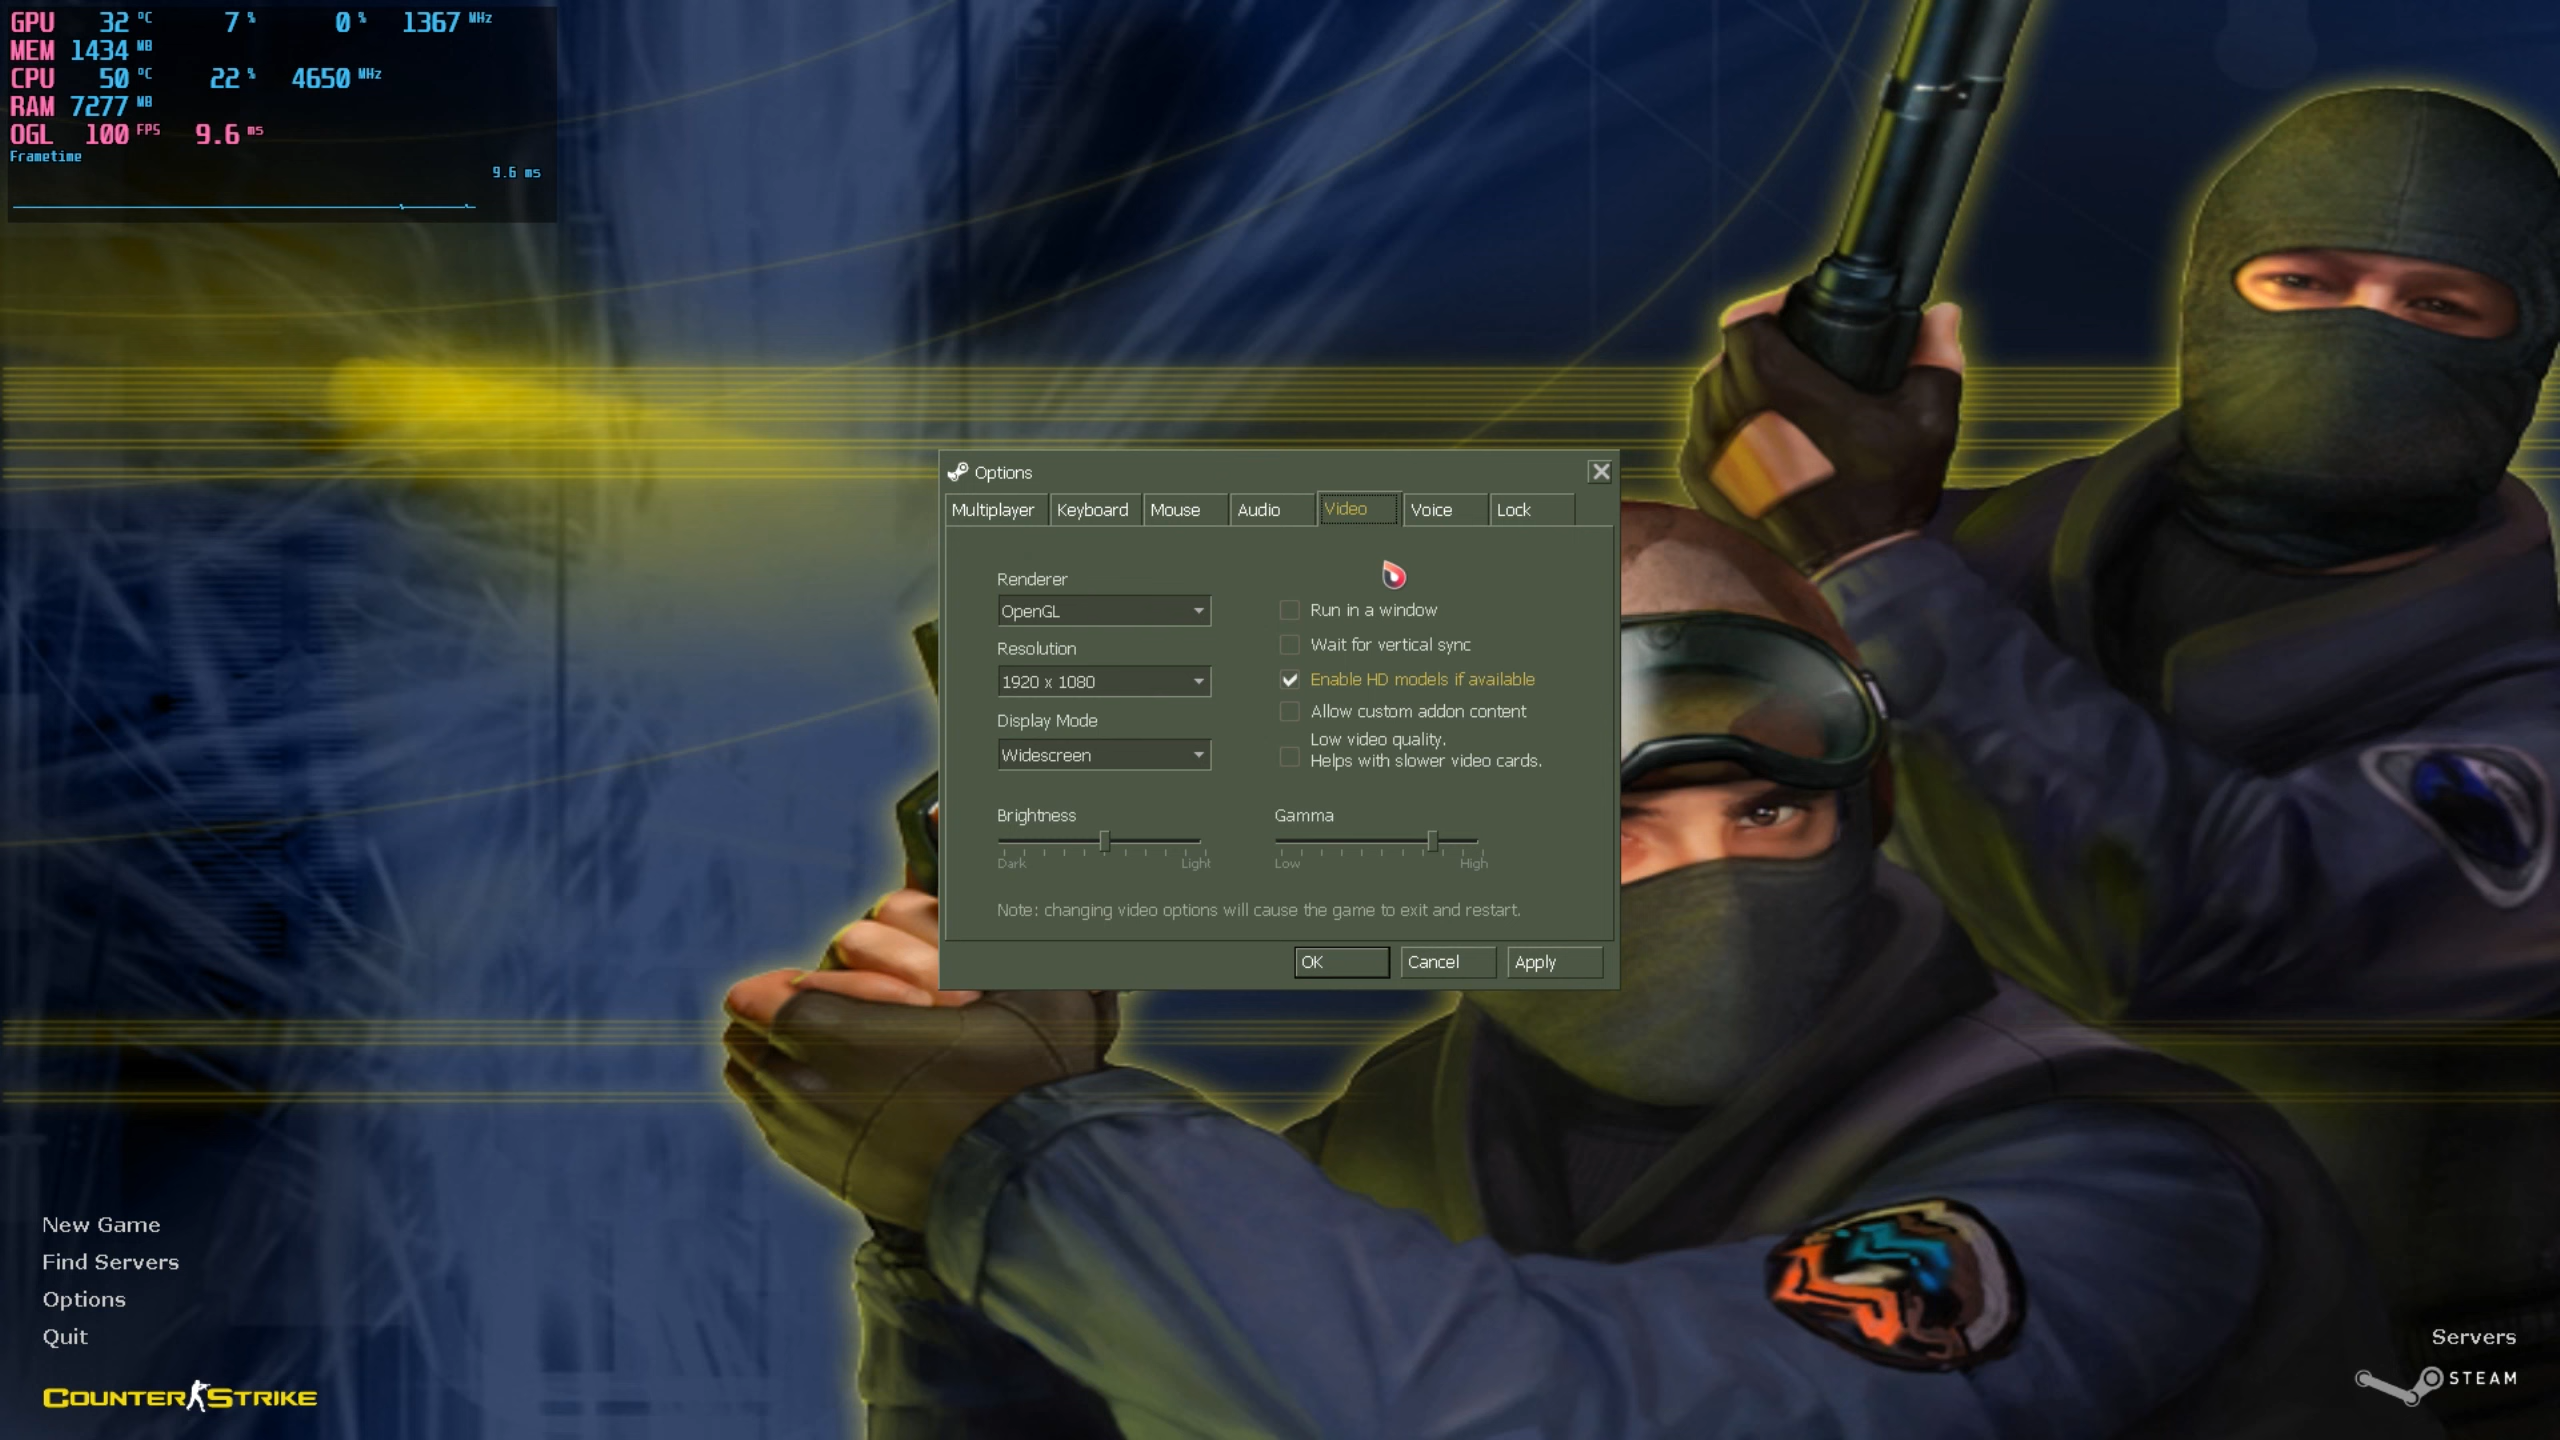 GPU 32 °C 7 % 0 % 1367 MHz
MEM 1434 MB
CPU 50 °C 22 % 4650 MHz
RAM 7277 MB
OGL 100 FPS 9.6 ms
Frametime
9.6 ms
Options
Multiplayer Keyboard Mouse Audio Video Voice Lock
Renderer
OpenGL
Resolution
1920 x 1080
Display Mode
Widescreen
Run in a window
Wait for vertical sync
Enable HD models if available
Allow custom addon content
Low video quality.
Helps with slower video cards.
Brightness
Dark Light
Gamma
Low High
Note: changing video options will cause the game to exit and restart.
OK Cancel Apply
New Game
Find Servers
Options
Quit
COUNTER STRIKE
Servers
STEAM